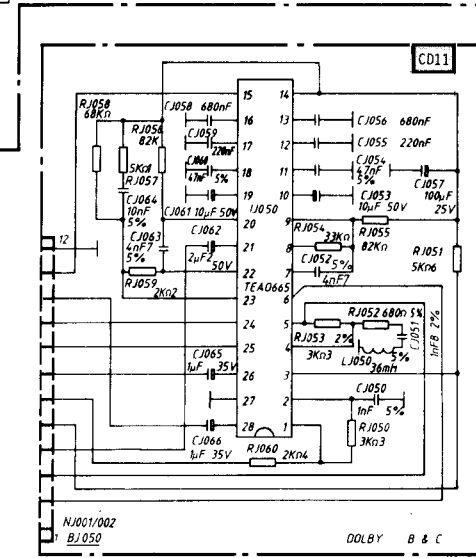 CD11
RJ058
68KΩ
RJ056
82K
5KΩ1
RJ057
CJ064
10nF
5%
CJ063
4nF7
5%
RJ059
2KΩ2
CJ058 680nF
CJ059
220nF
CJ060
47nF 5%
CJ061 10µF 50V
CJ062
2µF2 50V
IJ050
TEA0665
15
16
17
18
19
20
21
22
23
24
25
26
27
28
14
13
12
11
10
9
8
7
6
5
4
3
2
1
CJ056 680nF
CJ055 220nF
CJ054
47nF
5%
CJ053
10µF 50V
CJ057
100µF
25V
RJ054
33KΩ
RJ055
82KΩ
CJ052 5%
4nF7
RJ051
5KΩ6
RJ052 680Ω 5%
RJ053 2%
3KΩ3
CJ051
1nF8 2%
LJ050 5%
36mH
CJ050
1nF 5%
RJ050
3KΩ3
CJ065
1µF 35V
CJ066
1µF 35V
RJ060 2KΩ4
12
1
NJ001/002
BJ050
DOLBY B & C